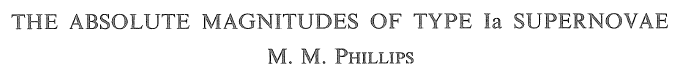 THE ABSOLUTE MAGNITUDES OF TYPE Ia SUPERNOVAE
M. M. PHILLIPS